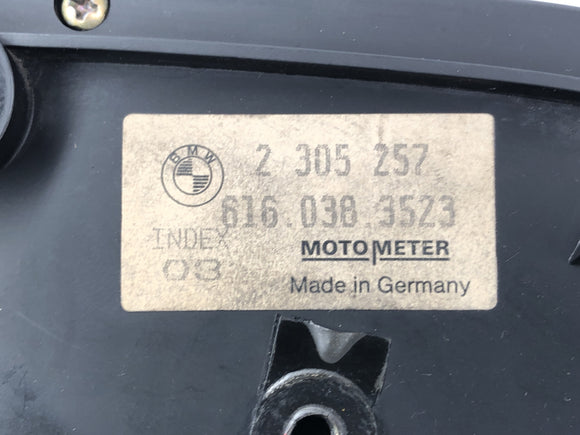 BMW 2 305 257
616.038.3523
INDEX
03
MOTOMETER
Made in Germany